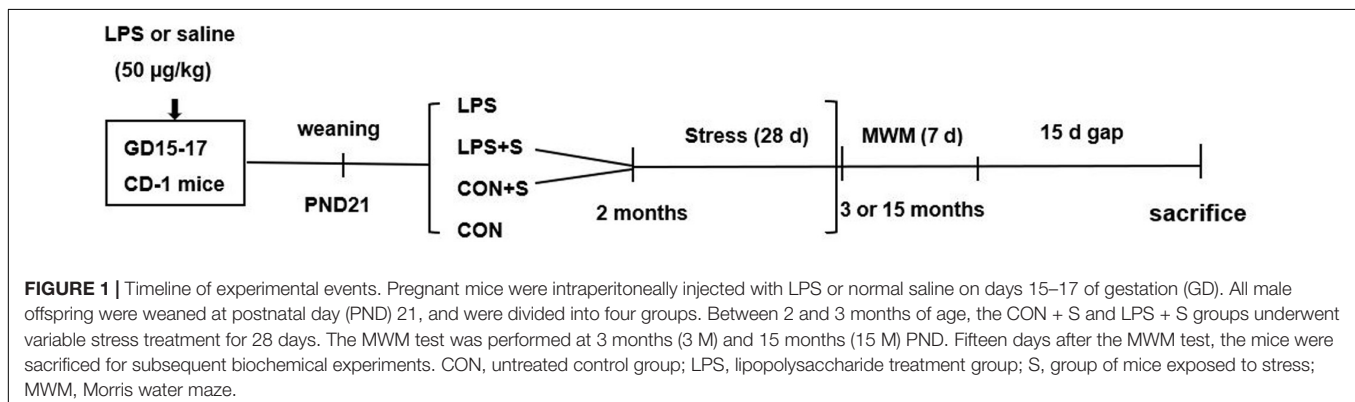 LPS or saline
(50 µg/kg)
GD15-17
CD-1 mice
weaning
PND21
LPS
LPS+S
CON+S
CON
2 months
Stress (28 d)
MWM (7 d)
3 or 15 months
15 d gap
sacrifice
FIGURE 1 | Timeline of experimental events. Pregnant mice were intraperitoneally injected with LPS or normal saline on days 15–17 of gestation (GD). All male
offspring were weaned at postnatal day (PND) 21, and were divided into four groups. Between 2 and 3 months of age, the CON + S and LPS + S groups underwent
variable stress treatment for 28 days. The MWM test was performed at 3 months (3 M) and 15 months (15 M) PND. Fifteen days after the MWM test, the mice were
sacrificed for subsequent biochemical experiments. CON, untreated control group; LPS, lipopolysaccharide treatment group; S, group of mice exposed to stress;
MWM, Morris water maze.